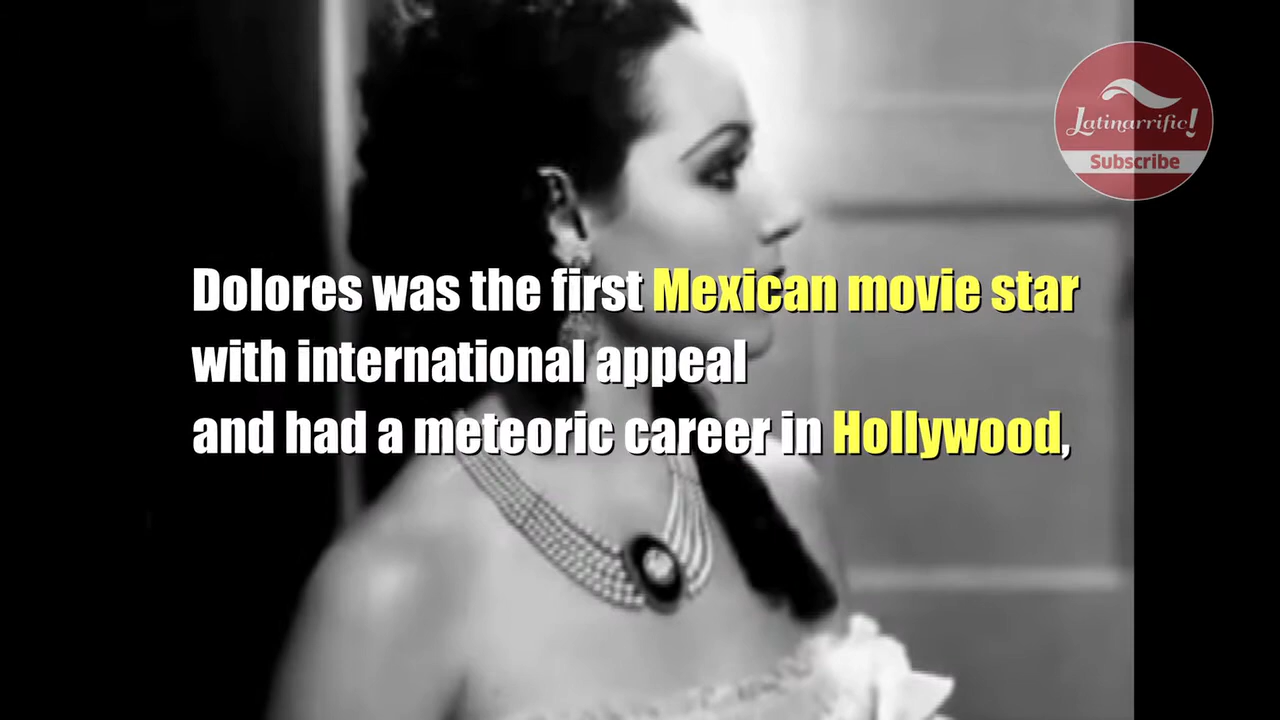 Latinarrific!
Subscribe
Dolores was the first Mexican movie star
with international appeal
and had a meteoric career in Hollywood,